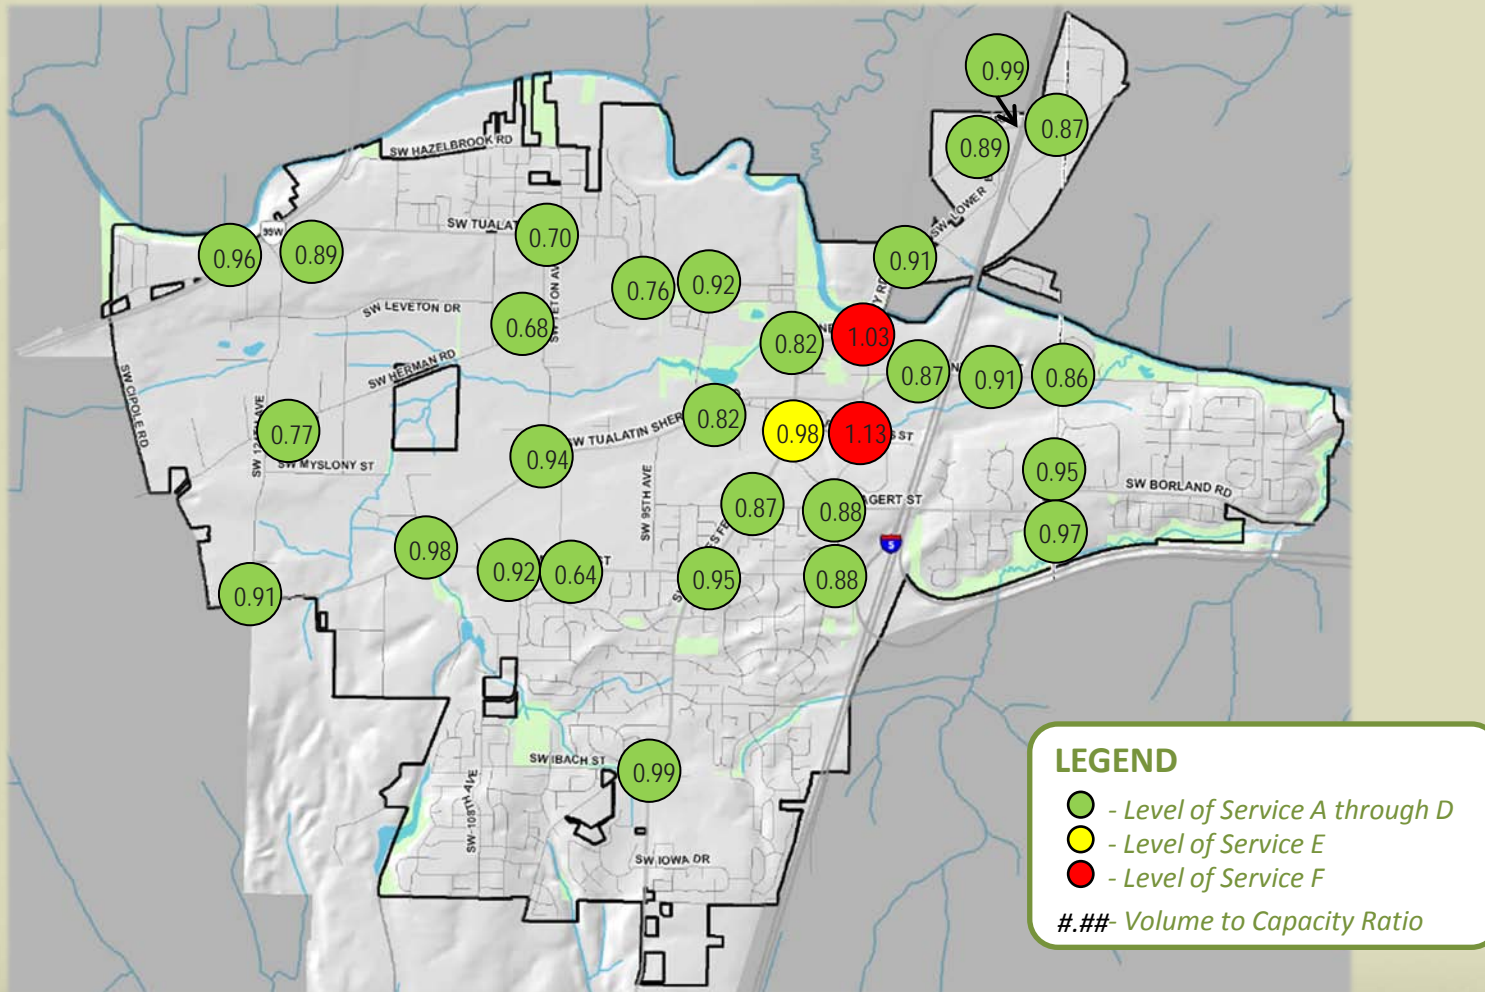 0.99
0.87
0.89
SW HAZELBROOK RD
SW LOWER
SW TUALAT
0.70
99W
0.96
0.89
0.91
0.76
0.92
SW LEVETON DR
0.68
1.03
0.82
SW HERMAN RD
0.87
0.91
0.86
SW CIPOLE RD
0.77
SW TUALATIN SHER
0.82
0.98
1.13
ST
0.94
SW MYSLONY ST
SW 95TH AVE
0.95
SW BORLAND RD
0.87
0.88
AGERT ST
0.97
5
0.98
0.92
0.64
0.95
0.88
0.91
SW IBACH ST
0.99
SW 108TH AVE
SW IOWA DR
LEGEND
- Level of Service A through D
- Level of Service E
- Level of Service F
#.##- Volume to Capacity Ratio